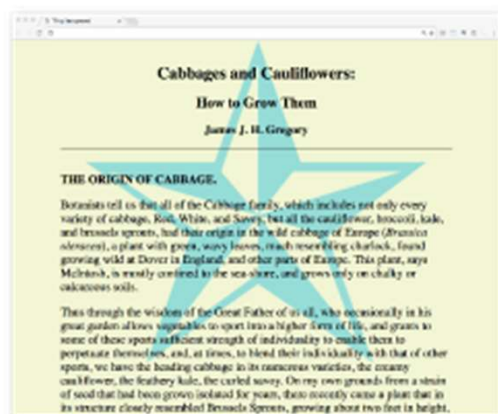 Cabbages and Cauliflowers:
How to Grow Them
James J. H. Gregory
THE ORIGIN OF CABBAGE.
Botanists tell us that all of the Cabbage family, which includes not only every
variety of cabbage, Red, White, and Savoy, but all the cauliflower, broccoli, kale,
and brussels sprouts, had their origin in the wild cabbage of Europe (Brassica
oleracea), a plant with green, wavy leaves, much resembling charlock, found
growing wild at Dover in England, and other parts of Europe. This plant, says
McIntosh, is mostly confined to the sea-shore, and grows only on chalky or
calcareous soils.
Thus through the wisdom of the Great Father of us all, who occasionally in his
great garden allows vegetables to sport into a higher form of life, and grants to
some of these sports sufficient strength of individuality to enable them to
perpetuate themselves, and, at times, to blend their individuality with that of other
sports, we have the heading cabbage in its numerous varieties, the creamy
cauliflower, the feathery kale, the curled savoy. On my own grounds from a strain
of seed that had been grown isolated for years, there recently came a plant that in
its structure closely resembled Brussels Sprouts, growing about two feet in height,